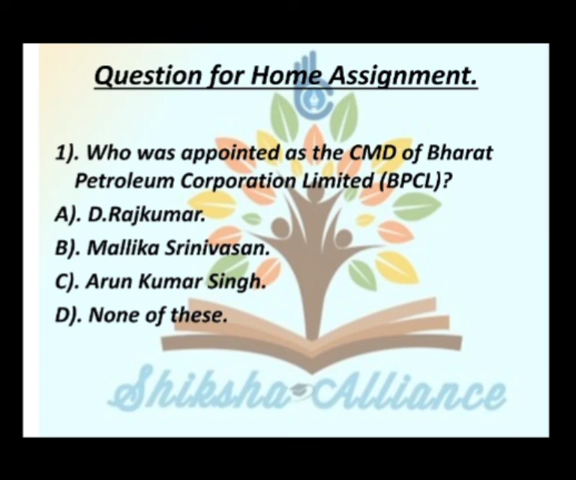 Question for Home Assignment.
1). Who was appointed as the CMD of Bharat
Petroleum Corporation Limited (BPCL)?
A). D.Rajkumar.
B). Mallika Srinivasan.
C). Arun Kumar Singh.
D). None of these.
Shiksha Alliance